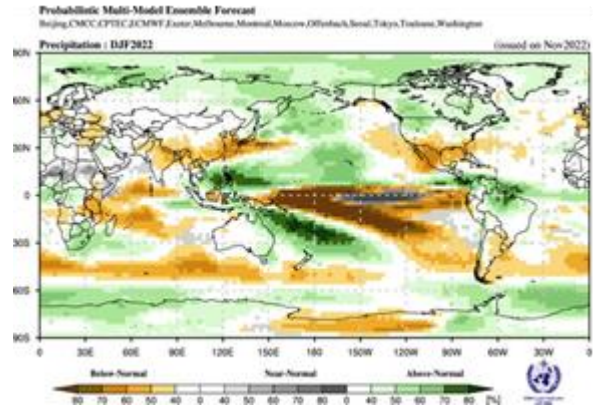 Probabilistic Multi-Model Ensemble Forecast
Beijing,CMCC,CPTEC,ECMWF,Exeter,Melbourne,Montreal,Moscow,Offenbach,Seoul,Tokyo,Toulouse,Washington
Precipitation : DJF2022 (issued on Nov2022)
90N
60N
30N
0
30S
60S
90S
0 30E 60E 90E 120E 150E 180 150W 120W 90W 60W 30W 0
Below-Normal Near-Normal Above-Normal
80 70 60 50 40 0 40 50 60 70 80 0 40 50 60 70 80 [%]